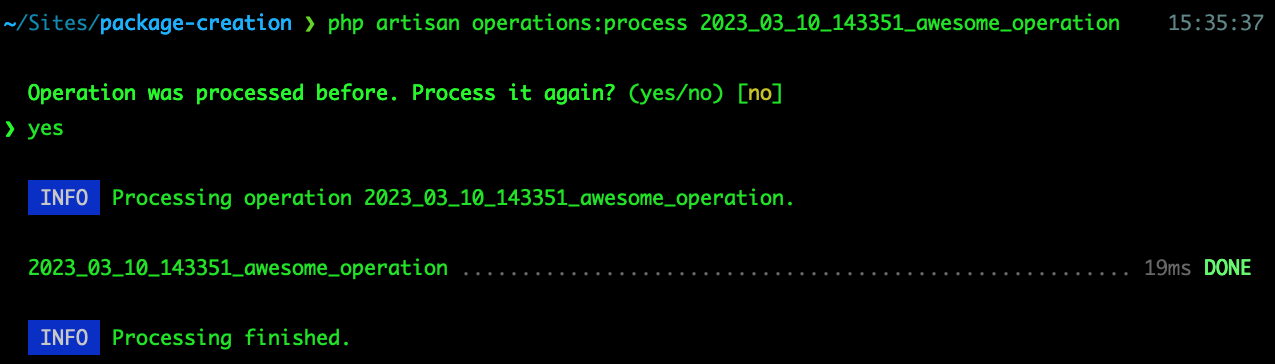 ~/Sites/package-creation ❯ php artisan operations:process 2023_03_10_143351_awesome_operation 15:35:37
Operation was processed before. Process it again? (yes/no) [no]
❯ yes
INFO Processing operation 2023_03_10_143351_awesome_operation.
2023_03_10_143351_awesome_operation ........................................................ 19ms DONE
INFO Processing finished.